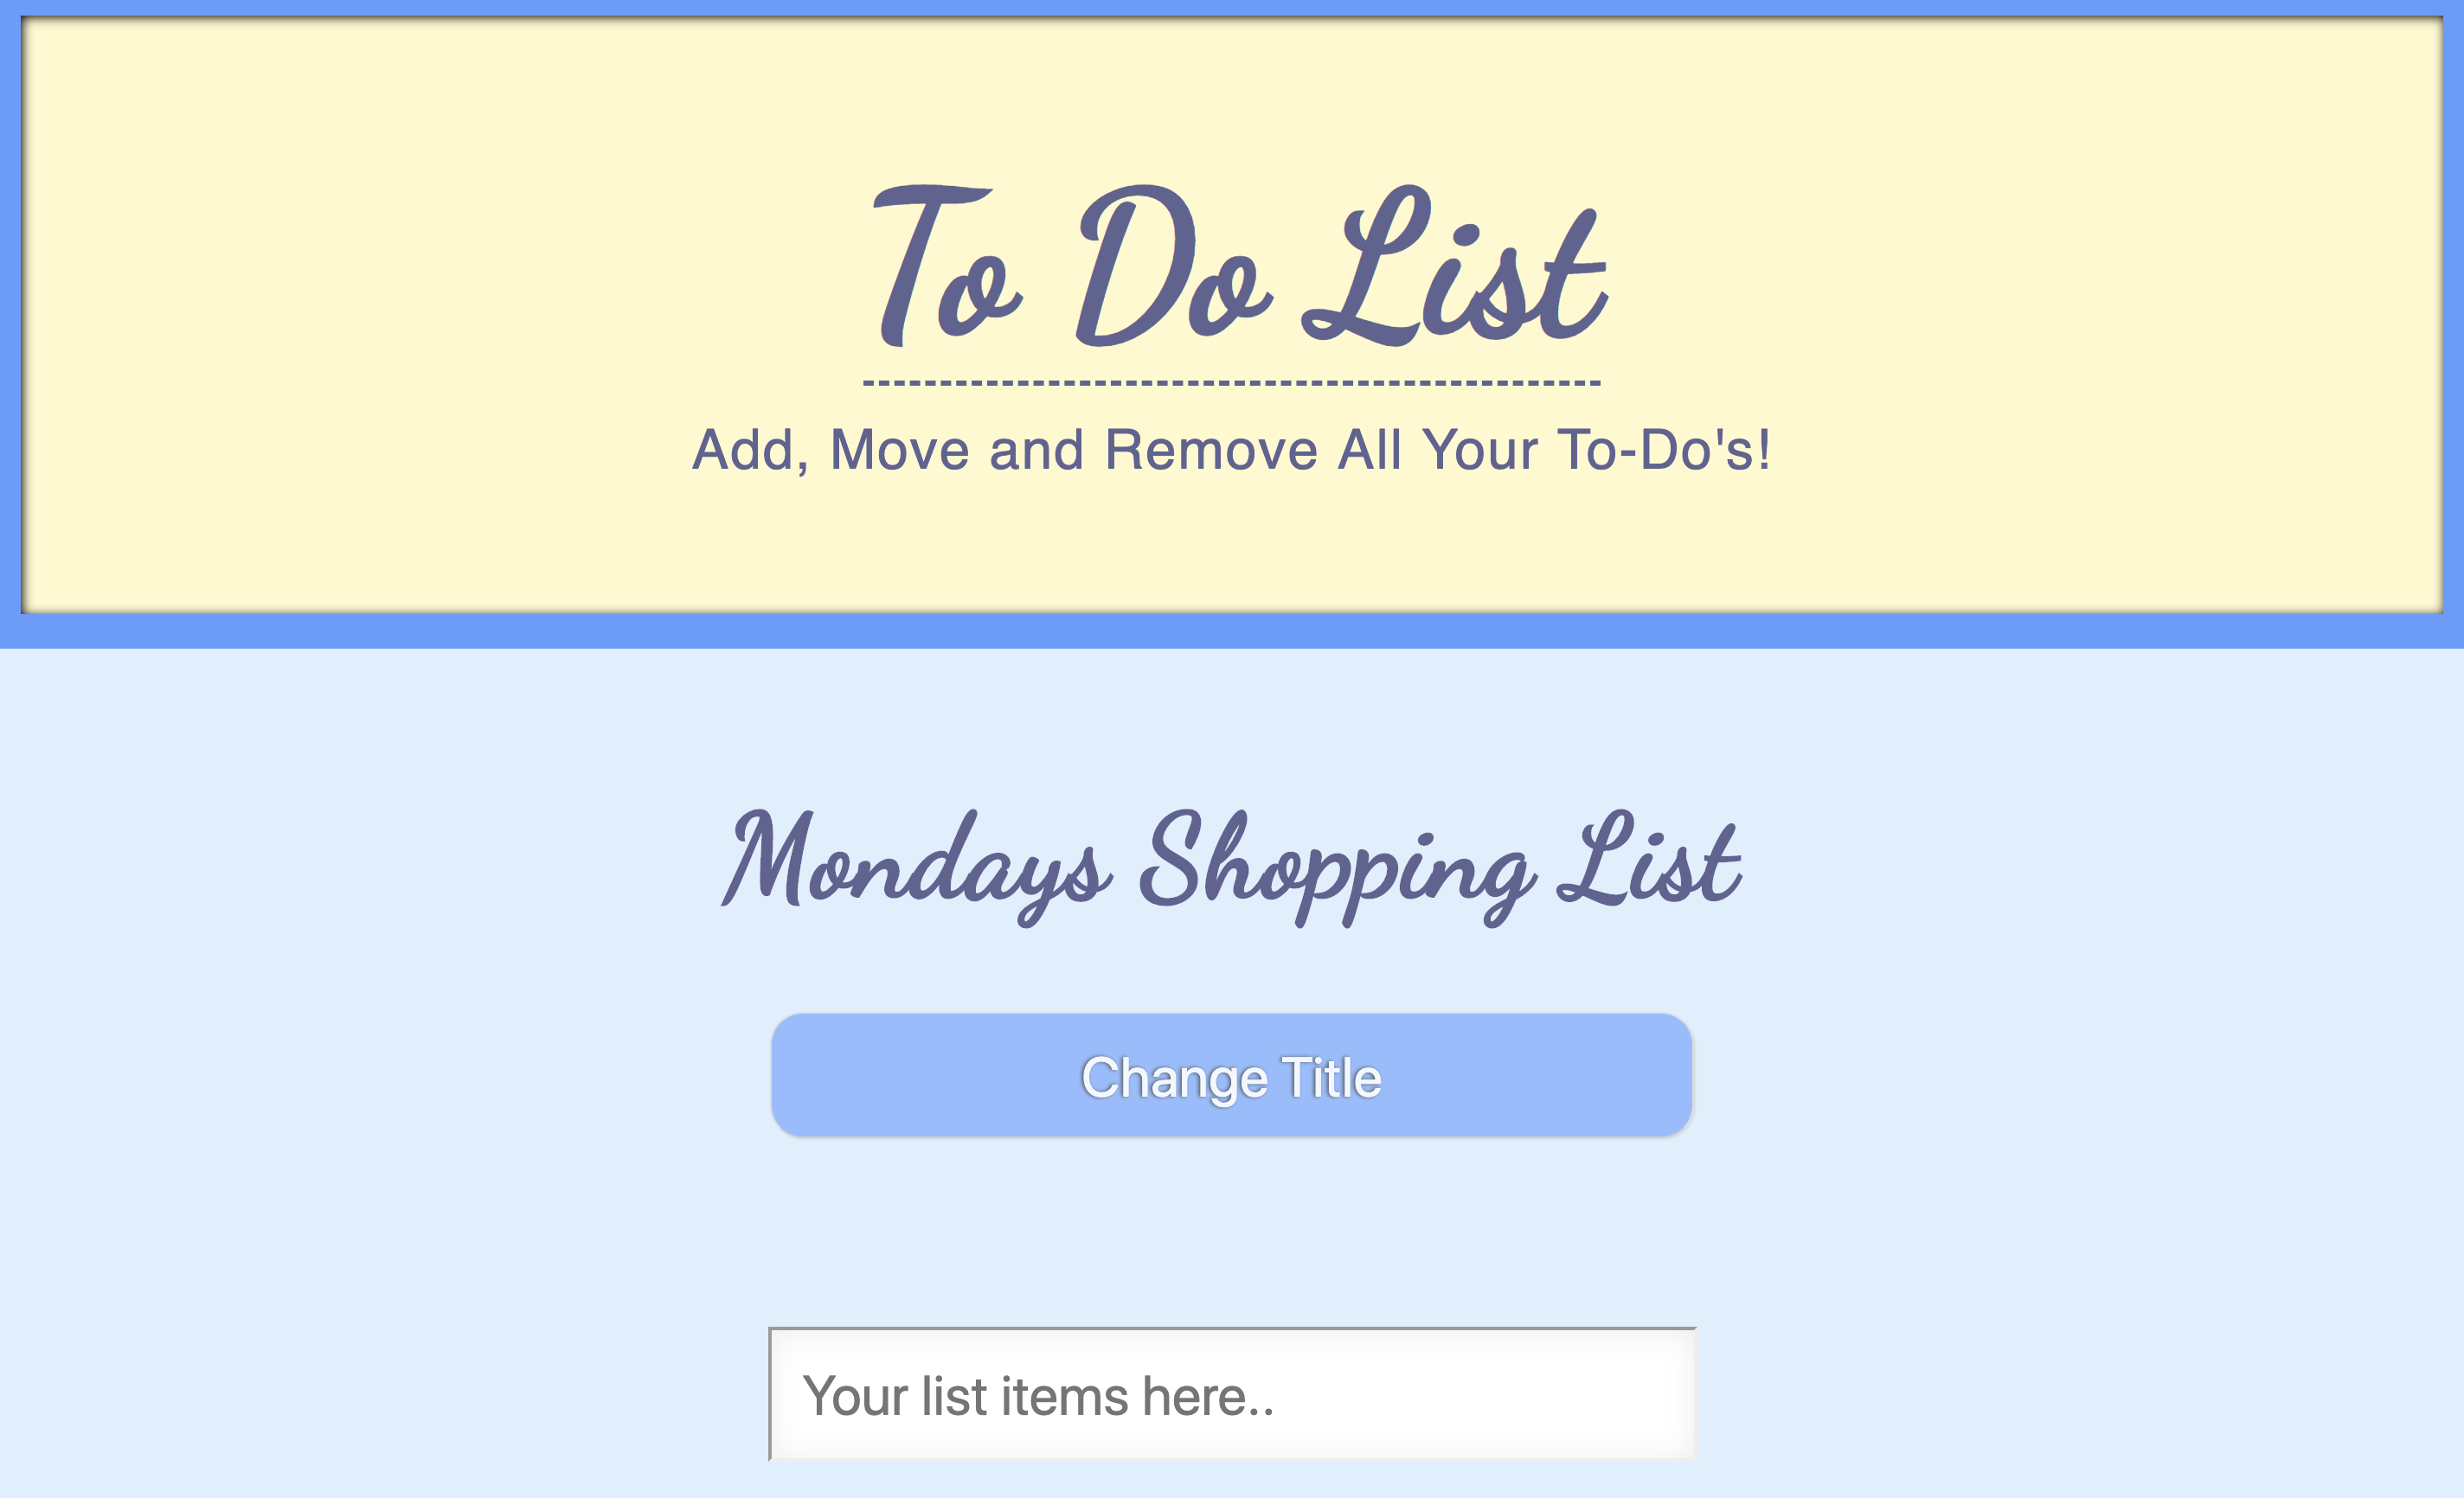 To Do List
Add, Move and Remove All Your To-Do's!
Mondays Shopping List
Change Title
Your list items here..